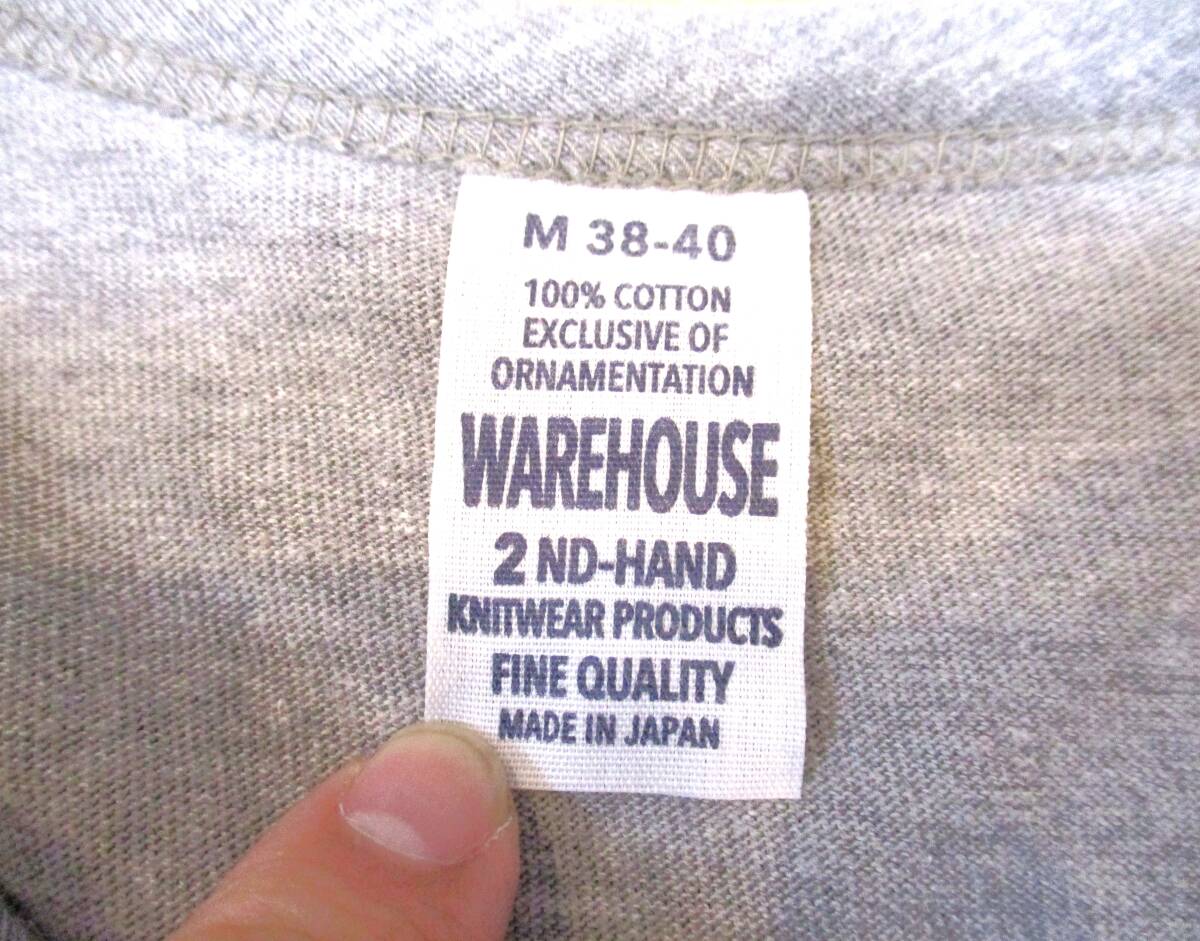 M 38-40
100% COTTON
EXCLUSIVE OF
ORNAMENTATION
WAREHOUSE
2 ND-HAND
KNITWEAR PRODUCTS
FINE QUALITY
MADE IN JAPAN